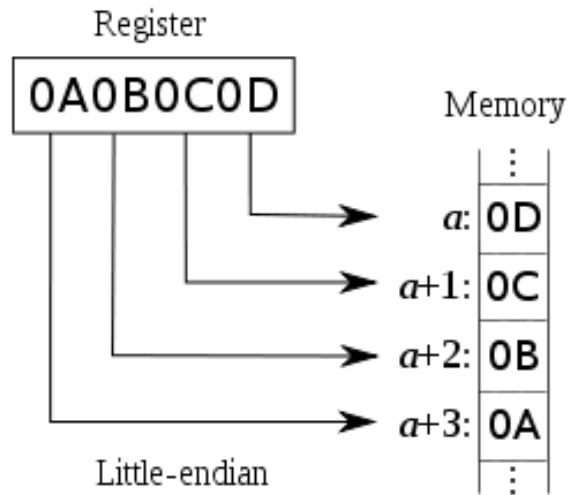 Register
0A0B0C0D
Memory
⋮
a: 0D
a+1: 0C
a+2: 0B
a+3: 0A
⋮
Little-endian